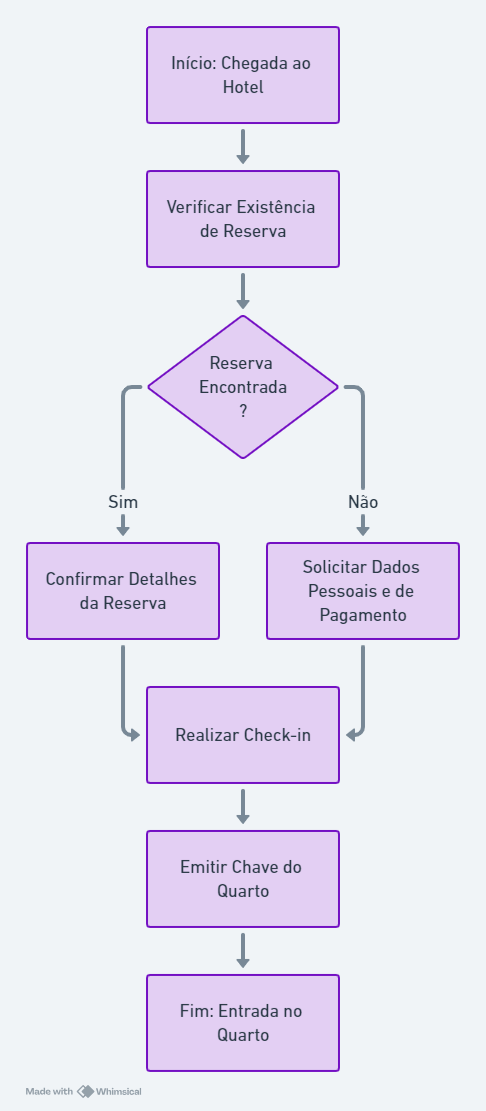 Início: Chegada ao
Hotel
Verificar Existência
de Reserva
Reserva
Encontrada
?
Sim
Não
Confirmar Detalhes
da Reserva
Solicitar Dados
Pessoais e de
Pagamento
Realizar Check-in
Emitir Chave do
Quarto
Fim: Entrada no
Quarto
Made with Whimsical